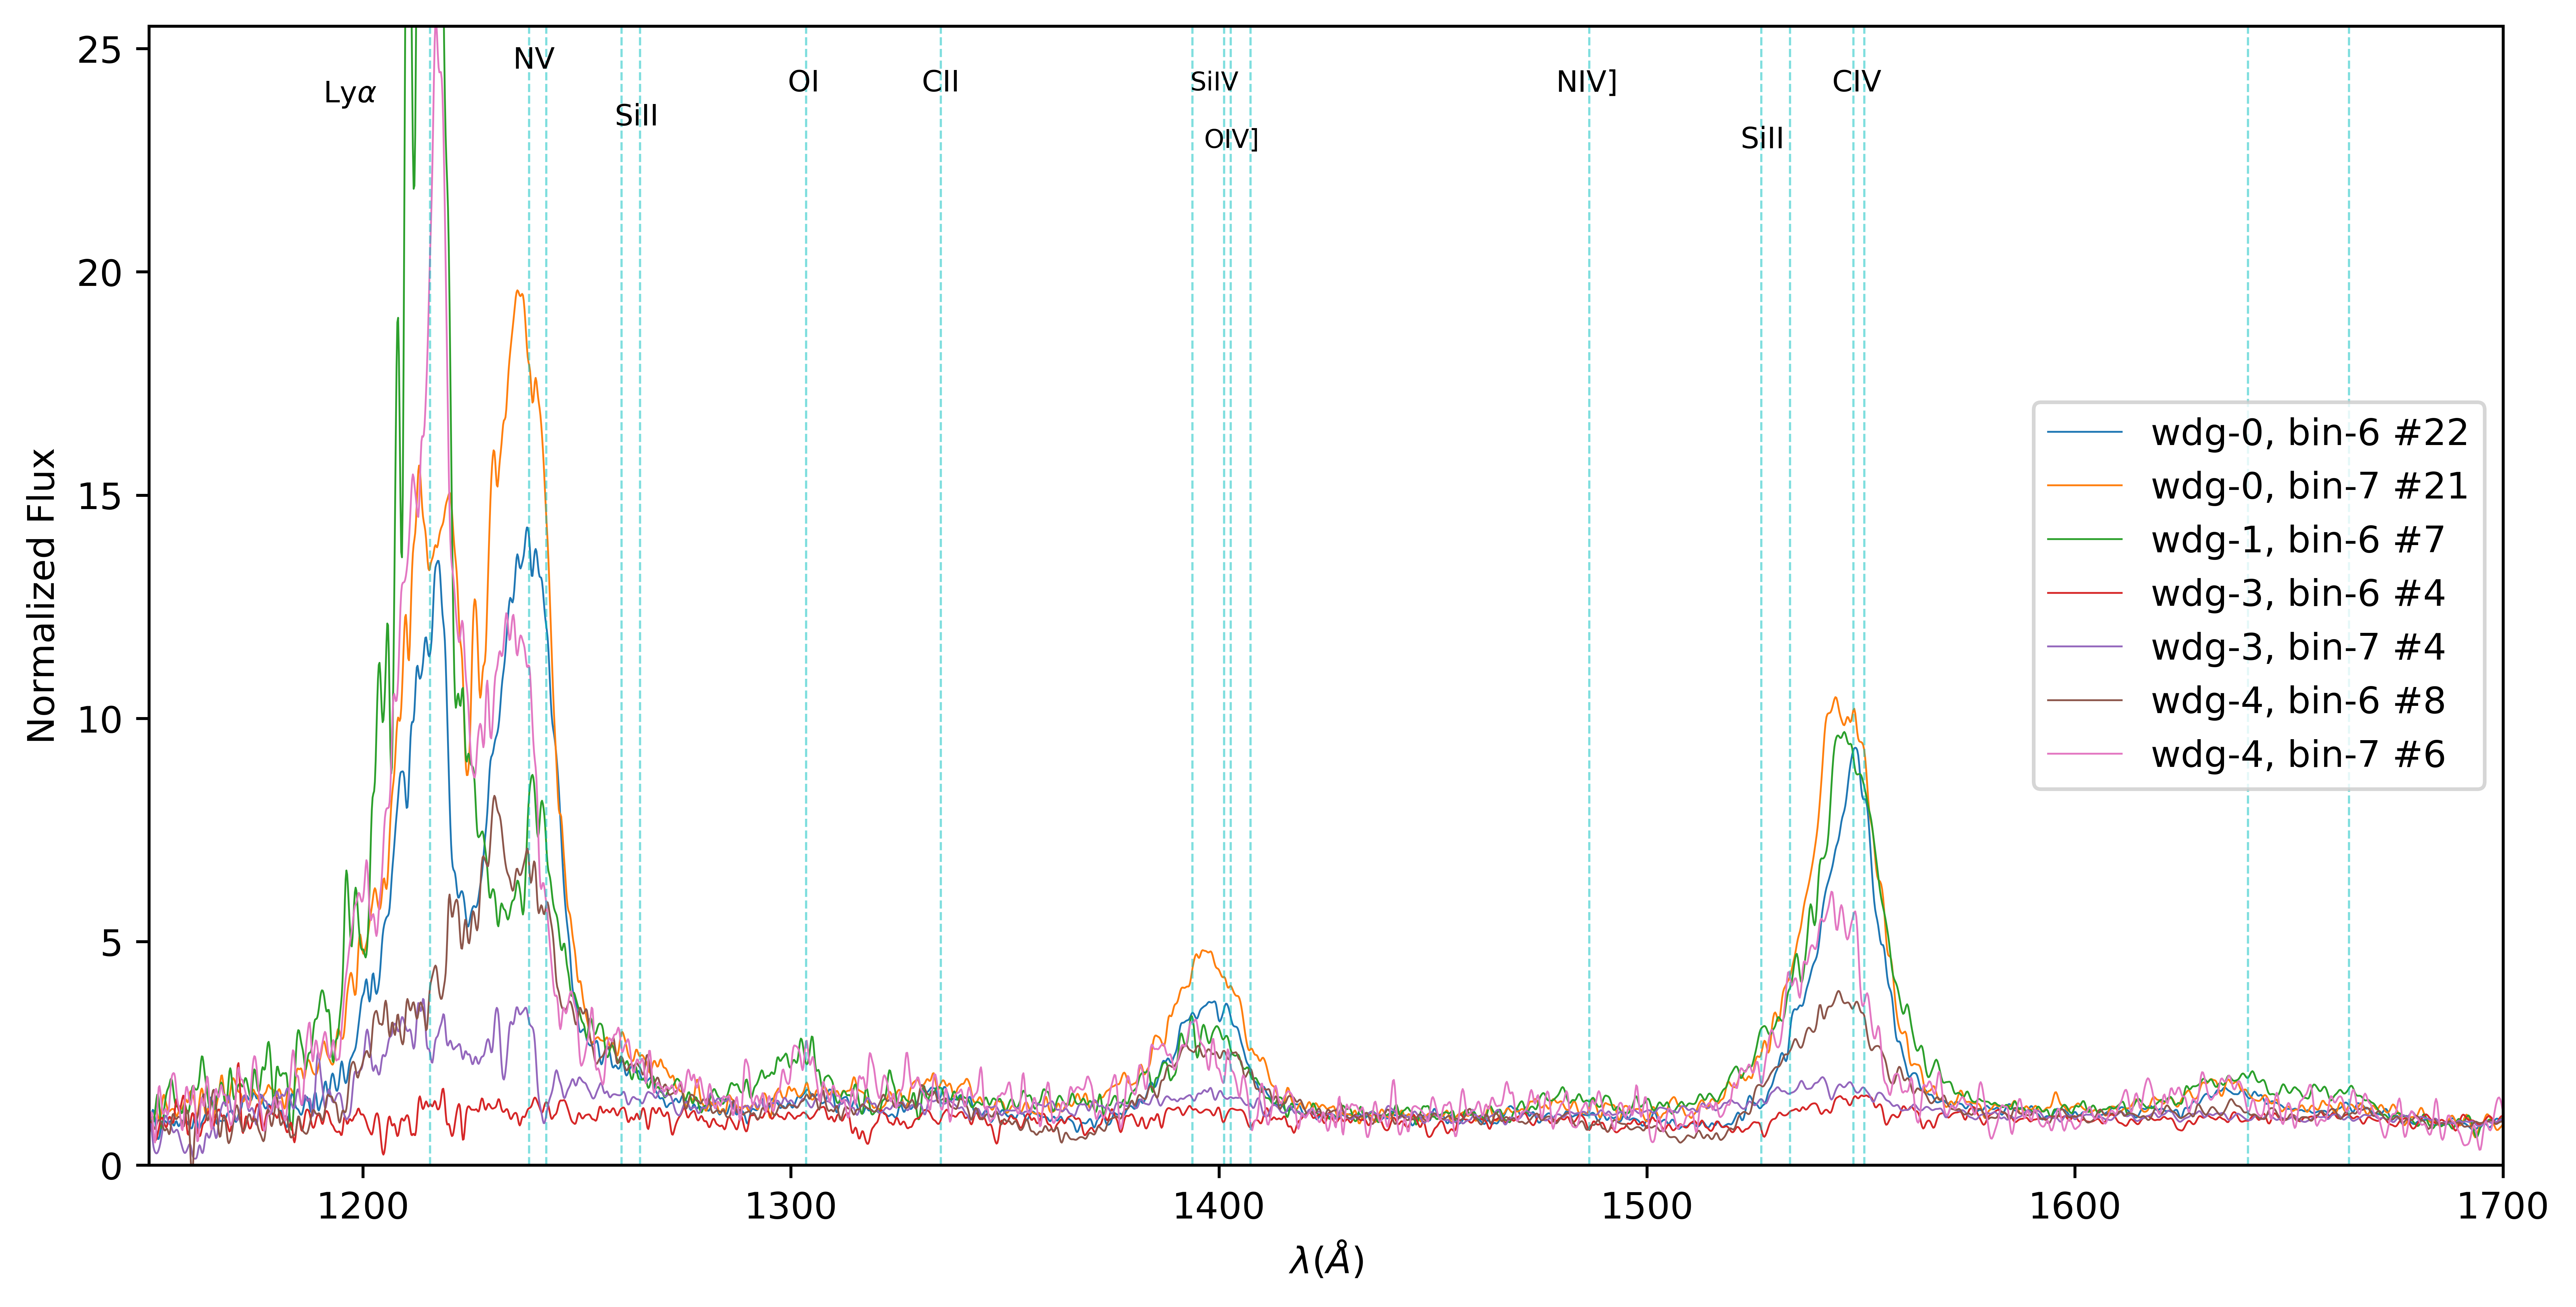 25
20
15
10
5
0
Normalized Flux
Lyα
NV
SiII
OI
CII
SiIV
OIV]
NIV]
SiII
CIV
wdg-0, bin-6 #22
wdg-0, bin-7 #21
wdg-1, bin-6 #7
wdg-3, bin-6 #4
wdg-3, bin-7 #4
wdg-4, bin-6 #8
wdg-4, bin-7 #6
1200 1300 1400 1500 1600 1700
λ(Å)